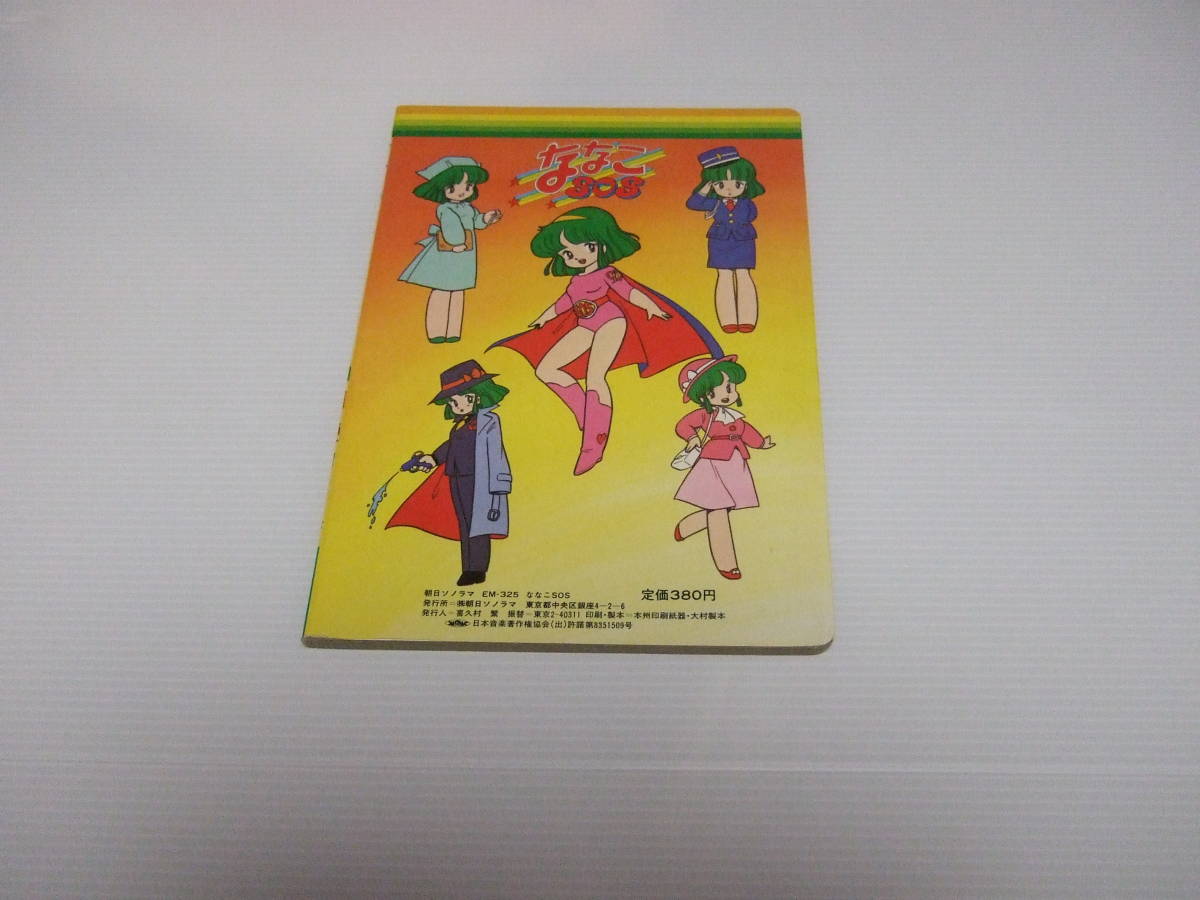 ななこ
SOS
SOS
朝日ソノラマ EM-325 ななこSOS
定価380円
発行所=㈱朝日ソノラマ 東京都中央区銀座4-2-6
発行人=喜久村 繁 振替=東京2-40311 印刷・製本=本州印刷紙器・大村製本
日本音楽著作権協会(出)許諾第8351509号